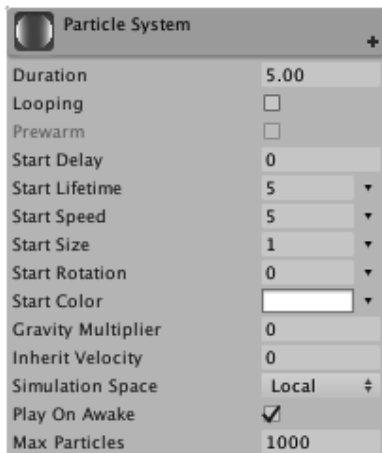 Particle System
Duration 5.00
Looping
Prewarm
Start Delay 0
Start Lifetime 5
Start Speed 5
Start Size 1
Start Rotation 0
Start Color
Gravity Multiplier 0
Inherit Velocity 0
Simulation Space Local
Play On Awake
Max Particles 1000